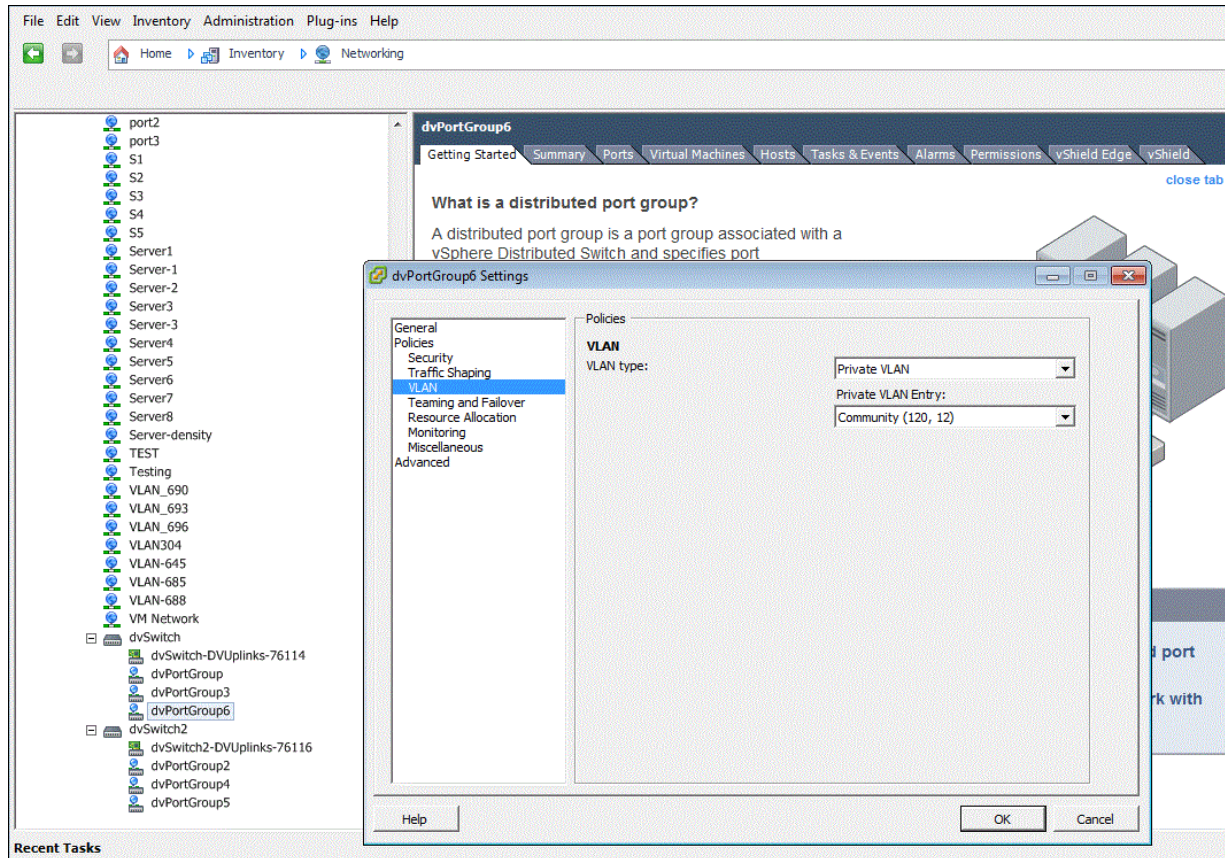 File Edit View Inventory Administration Plug-ins Help
Home Inventory Networking
port2
port3
S1
S2
S3
S4
S5
Server1
Server-1
Server-2
Server3
Server-3
Server4
Server5
Server6
Server7
Server8
Server-density
TEST
Testing
VLAN_690
VLAN_693
VLAN_696
VLAN304
VLAN-645
VLAN-685
VLAN-688
VM Network
dvSwitch
dvSwitch-DVUplinks-76114
dvPortGroup
dvPortGroup3
dvPortGroup6
dvSwitch2
dvSwitch2-DVUplinks-76116
dvPortGroup2
dvPortGroup4
dvPortGroup5
dvPortGroup6
Getting Started Summary Ports Virtual Machines Hosts Tasks & Events Alarms Permissions vShield Edge vShield
close tab
What is a distributed port group?
A distributed port group is a port group associated with a
vSphere Distributed Switch and specifies port
dvPortGroup6 Settings
General
Policies
Security
Traffic Shaping
VLAN
Teaming and Failover
Resource Allocation
Monitoring
Miscellaneous
Advanced
Policies
VLAN
VLAN type:
Private VLAN
Private VLAN Entry:
Community (120, 12)
port
with
Help OK Cancel
Recent Tasks